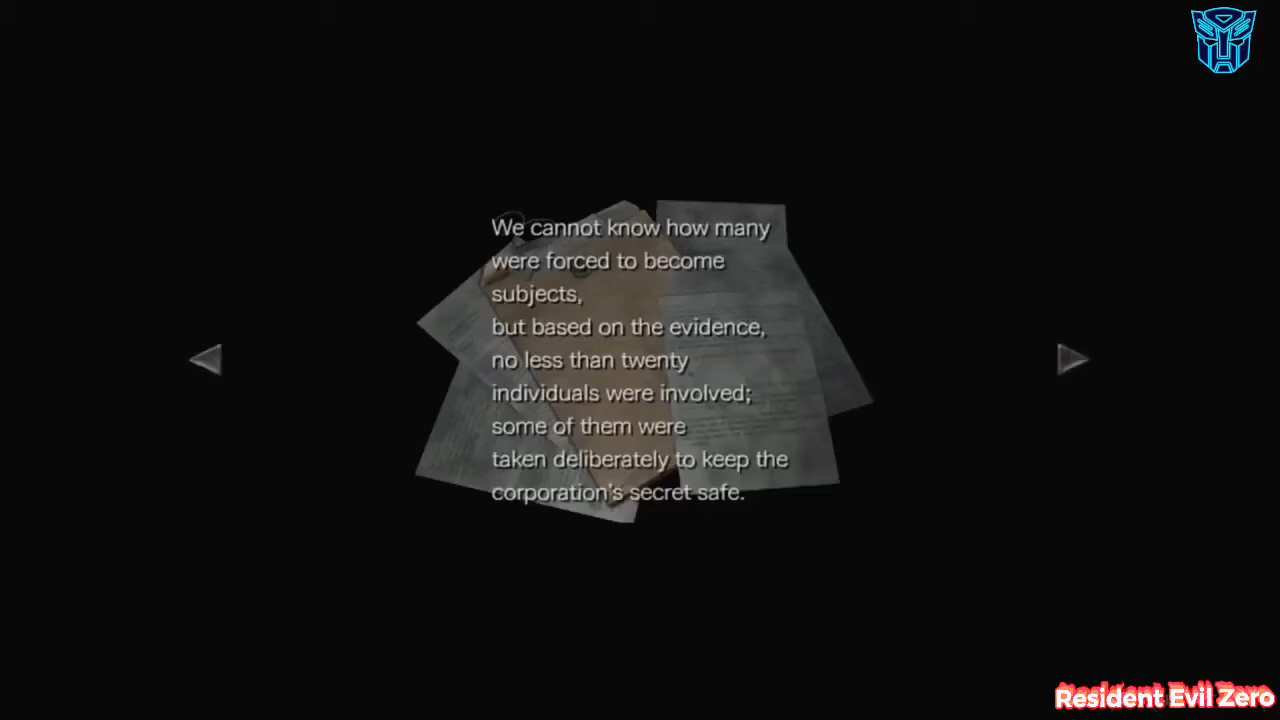 We cannot know how many
were forced to become
subjects,
but based on the evidence,
no less than twenty
individuals were involved;
some of them were
taken deliberately to keep the
corporation's secret safe.
Resident Evil Zero